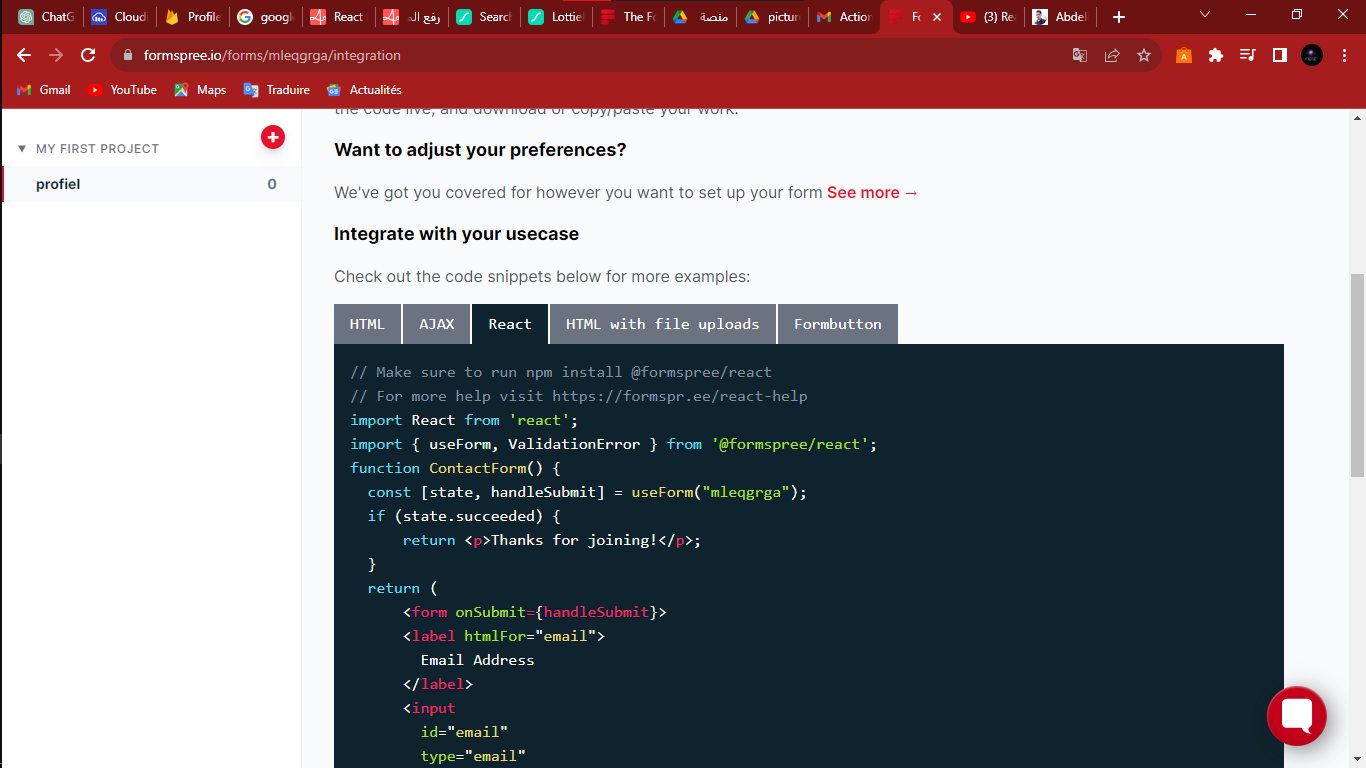 ChatG
Cloudi
Profile
googl
React
رفع الم
Search
Lottiel
The Fo
منصة
pictur
Action
Fo
(3) Re
Abdel
formspree.io/forms/mleqgrga/integration
Gmail
YouTube
Maps
Traduire
Actualités
MY FIRST PROJECT
profiel 0
the code live, and download or copy/paste your work.
Want to adjust your preferences?
We've got you covered for however you want to set up your form See more →
Integrate with your usecase
Check out the code snippets below for more examples:
HTML AJAX React HTML with file uploads Formbutton
// Make sure to run npm install @formspree/react
// For more help visit https://formspr.ee/react-help
import React from 'react';
import { useForm, ValidationError } from '@formspree/react';
function ContactForm() {
const [state, handleSubmit] = useForm("mleqgrga");
if (state.succeeded) {
return <p>Thanks for joining!</p>;
}
return (
<form onSubmit={handleSubmit}>
<label htmlFor="email">
Email Address
</label>
<input
id="email"
type="email"